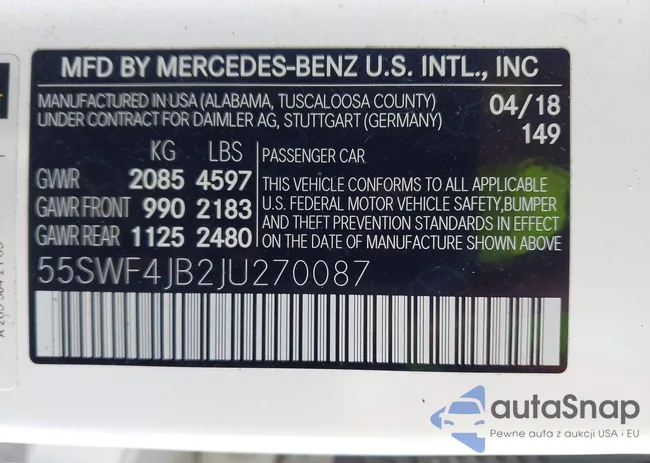 MFD BY MERCEDES-BENZ U.S. INTL., INC
MANUFACTURED IN USA (ALABAMA, TUSCALOOSA COUNTY)
UNDER CONTRACT FOR DAIMLER AG, STUTTGART (GERMANY)
04/18
149
KG LBS
GVWR 2085 4597
GAWR FRONT 990 2183
GAWR REAR 1125 2480
PASSENGER CAR
THIS VEHICLE CONFORMS TO ALL APPLICABLE
U.S. FEDERAL MOTOR VEHICLE SAFETY,BUMPER
AND THEFT PREVENTION STANDARDS IN EFFECT
ON THE DATE OF MANUFACTURE SHOWN ABOVE
55SWF4JB2JU270087
autaSnap
Pewne auta z aukcji USA i EU